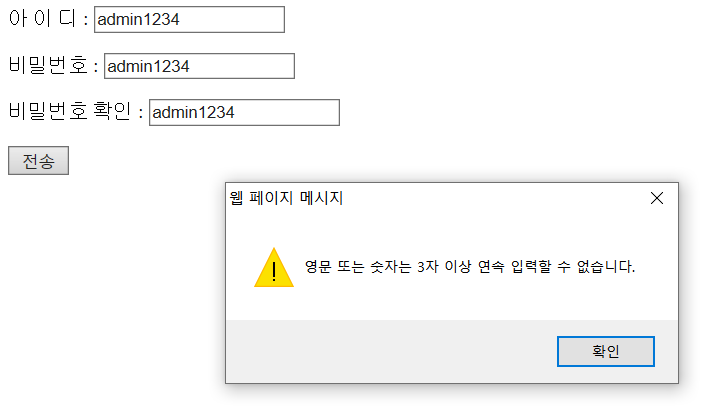 아 이 디 : admin1234
비밀번호 : admin1234
비밀번호 확인 : admin1234
전송
웹 페이지 메시지
영문 또는 숫자는 3자 이상 연속 입력할 수 없습니다.
확인